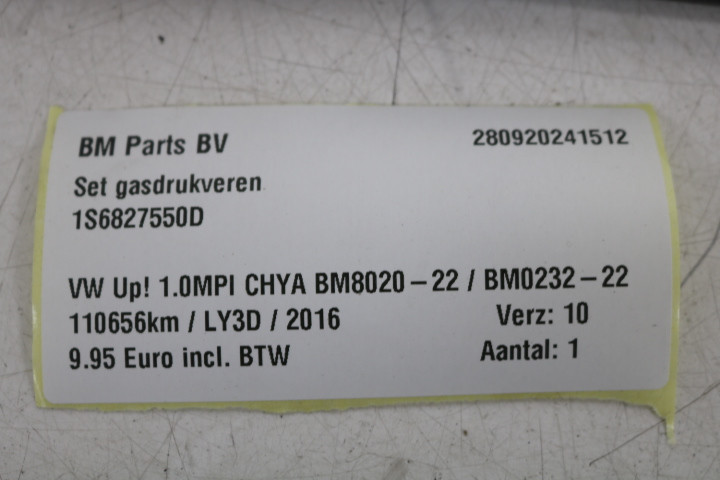 BM Parts BV 280920241512
Set gasdrukveren
1S6827550D
VW Up! 1.0MPI CHYA BM8020-22 / BM0232-22
110656km / LY3D / 2016 Verz: 10
9.95 Euro incl. BTW Aantal: 1